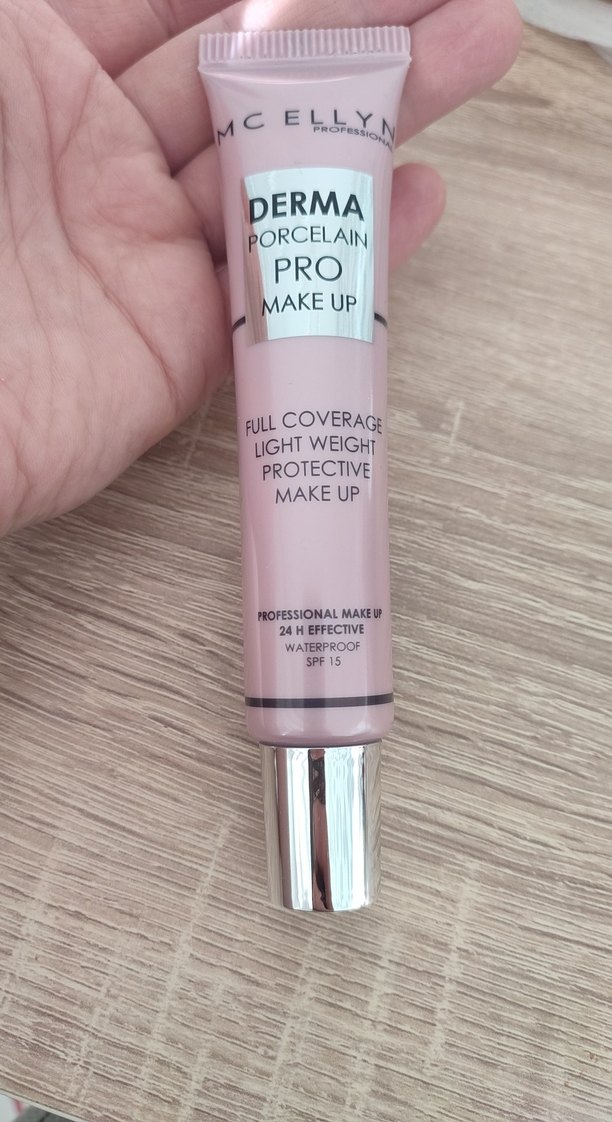 MC ELLYN
PROFESSIONAL
DERMA
PORCELAIN
PRO
MAKE UP
FULL COVERAGE
LIGHT WEIGHT
PROTECTIVE
MAKE UP
PROFESSIONAL MAKE UP
24 H EFFECTIVE
WATERPROOF
SPF 15